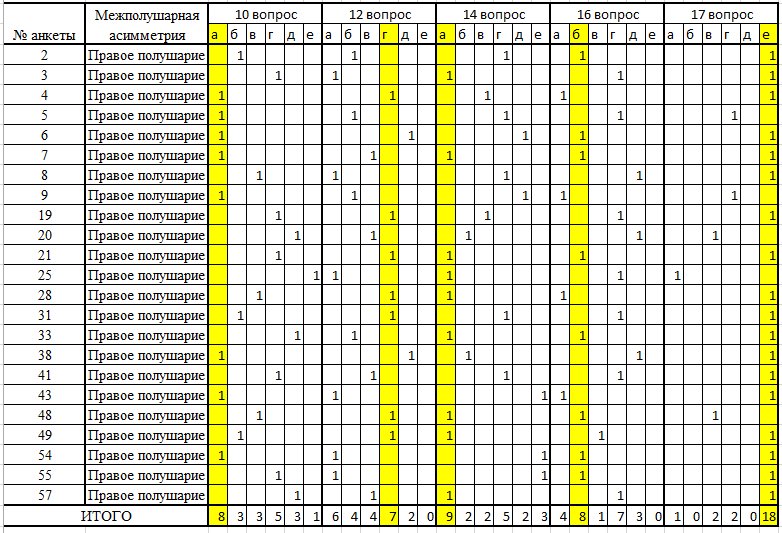 № анкеты Межполушарная асимметрия 10 вопрос 12 вопрос 14 вопрос 16 вопрос 17 вопрос
а б в г д е а б в г д е а б в г д е а б в г д е а б в г д е
2 Правое полушарие 1 1 1 1 1
3 Правое полушарие 1 1 1 1 1
4 Правое полушарие 1 1 1 1 1
5 Правое полушарие 1 1 1 1 1
6 Правое полушарие 1 1 1 1 1
7 Правое полушарие 1 1 1 1 1
8 Правое полушарие 1 1 1 1 1
9 Правое полушарие 1 1 1 1 1
19 Правое полушарие 1 1 1 1 1
20 Правое полушарие 1 1 1 1 1
21 Правое полушарие 1 1 1 1 1
25 Правое полушарие 1 1 1 1 1
28 Правое полушарие 1 1 1 1 1
31 Правое полушарие 1 1 1 1 1
33 Правое полушарие 1 1 1 1 1
38 Правое полушарие 1 1 1 1 1
41 Правое полушарие 1 1 1 1 1
43 Правое полушарие 1 1 1 1 1
48 Правое полушарие 1 1 1 1 1
49 Правое полушарие 1 1 1 1 1
54 Правое полушарие 1 1 1 1 1
55 Правое полушарие 1 1 1 1 1
57 Правое полушарие 1 1 1 1 1
ИТОГО 8 3 3 5 3 1 6 4 4 7 2 0 9 2 2 5 2 3 4 8 1 7 3 0 1 0 2 2 0 18